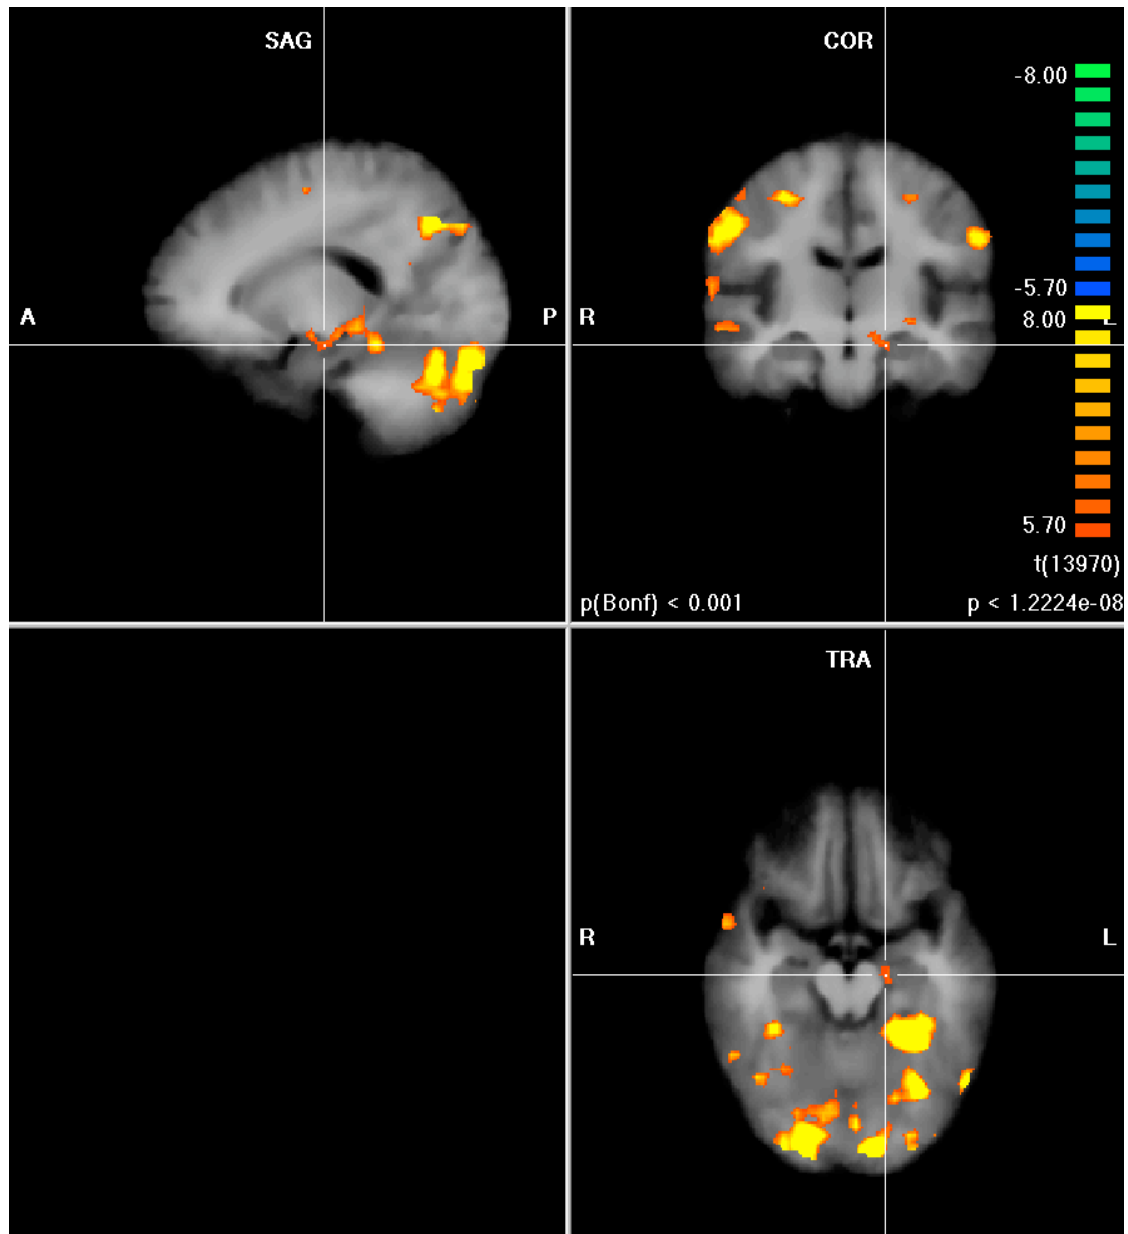 SAG
A
P
COR
-8.00
-5.70
8.00
R
L
5.70
t(13970)
p(Bonf) < 0.001
p < 1.2224e-08
TRA
R
L